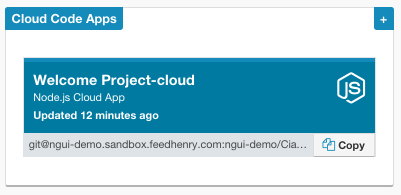 Cloud Code Apps
+
Welcome Project-cloud
JS
Node.js Cloud App
Updated 12 minutes ago
git@ngui-demo.sandbox.feedhenry.com:ngui-demo/Cia...
Copy